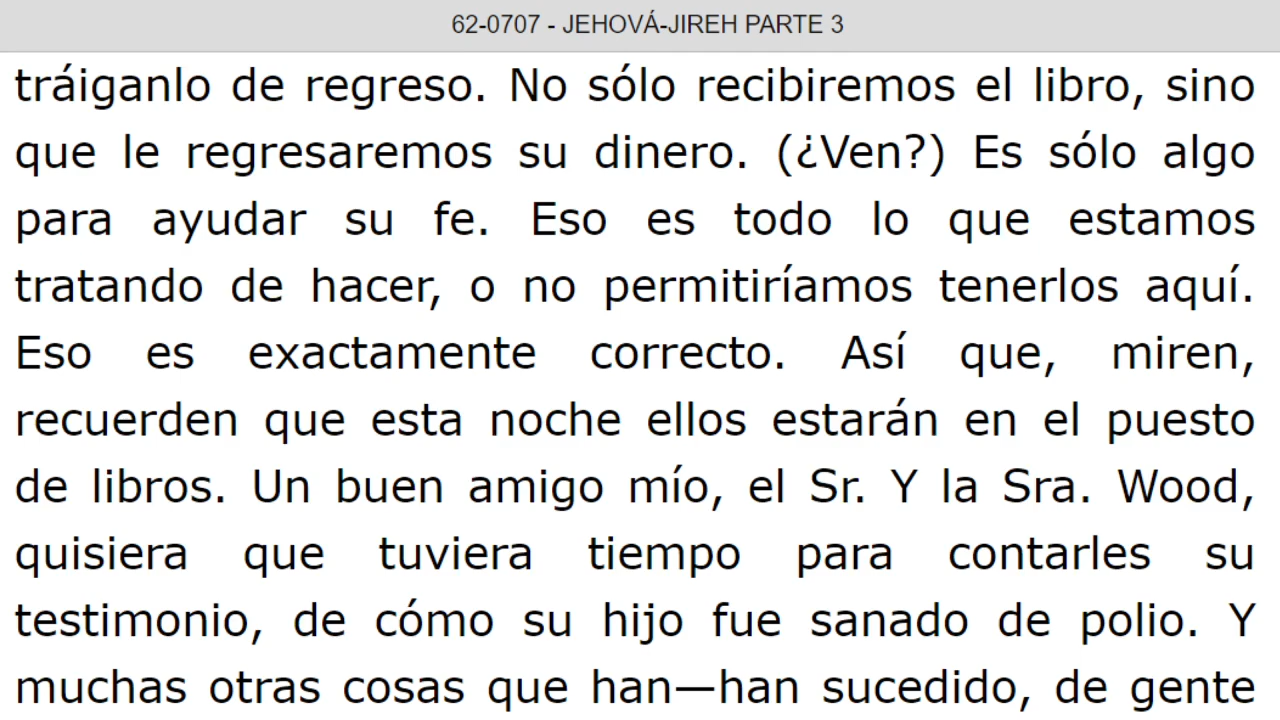 62-0707 - JEHOVÁ-JIREH PARTE 3
tráiganlo de regreso. No sólo recibiremos el libro, sino
que le regresaremos su dinero. (¿Ven?) Es sólo algo
para ayudar su fe. Eso es todo lo que estamos
tratando de hacer, o no permitiríamos tenerlos aquí.
Eso es exactamente correcto. Así que, miren,
recuerden que esta noche ellos estarán en el puesto
de libros. Un buen amigo mío, el Sr. Y la Sra. Wood,
quisiera que tuviera tiempo para contarles su
testimonio, de cómo su hijo fue sanado de polio. Y
muchas otras cosas que han—han sucedido, de gente